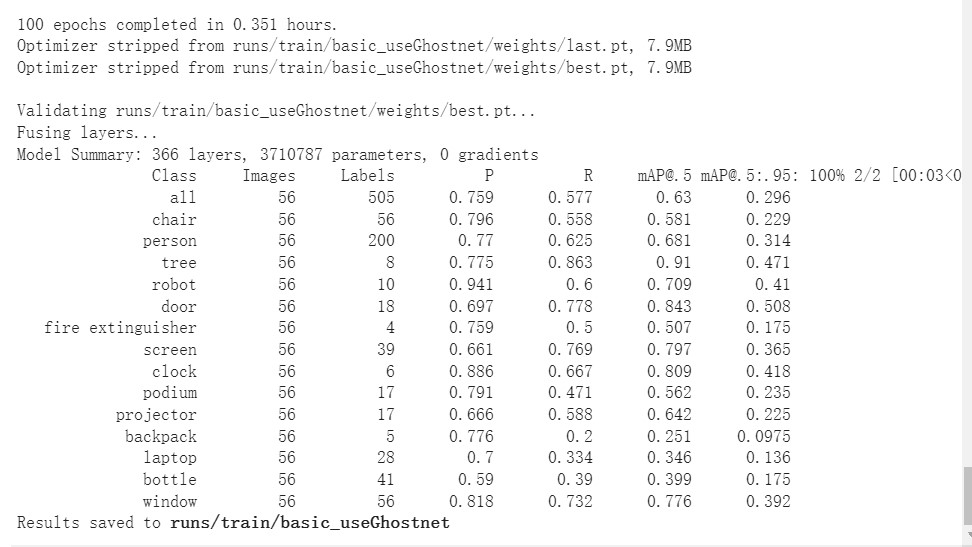 100 epochs completed in 0.351 hours.
Optimizer stripped from runs/train/basic_useGhostnet/weights/last.pt, 7.9MB
Optimizer stripped from runs/train/basic_useGhostnet/weights/best.pt, 7.9MB
Validating runs/train/basic_useGhostnet/weights/best.pt...
Fusing layers...
Model Summary: 366 layers, 3710787 parameters, 0 gradients
Class Images Labels P R mAP@.5 mAP@.5:.95: 100% 2/2 [00:03<0
all 56 505 0.759 0.577 0.63 0.296
chair 56 56 0.796 0.558 0.581 0.229
person 56 200 0.77 0.625 0.681 0.314
tree 56 8 0.775 0.863 0.91 0.471
robot 56 10 0.941 0.6 0.709 0.41
door 56 18 0.697 0.778 0.843 0.508
fire extinguisher 56 4 0.759 0.5 0.507 0.175
screen 56 39 0.661 0.769 0.797 0.365
clock 56 6 0.886 0.667 0.809 0.418
podium 56 17 0.791 0.471 0.562 0.235
projector 56 17 0.666 0.588 0.642 0.225
backpack 56 5 0.776 0.2 0.251 0.0975
laptop 56 28 0.7 0.334 0.346 0.136
bottle 56 41 0.59 0.39 0.399 0.175
window 56 56 0.818 0.732 0.776 0.392
Results saved to runs/train/basic_useGhostnet